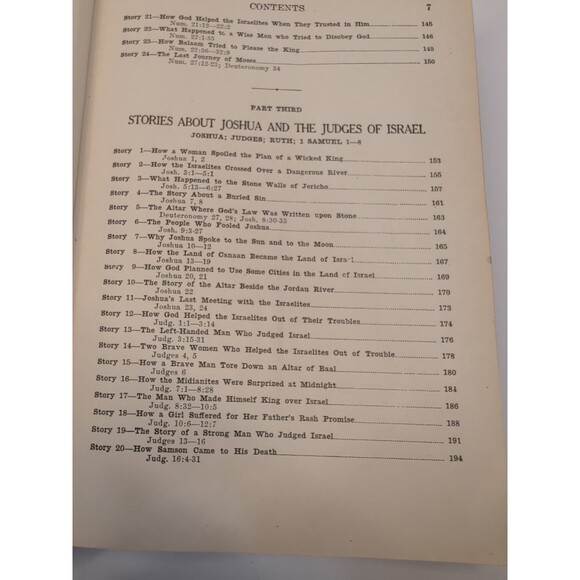 CONTENTS 7
Story 21—How God Helped the Israelites When They Trusted in Him 145
Num. 21:10—22:2
Story 22—What Happened to a Wise Man who Tried to Disobey God 146
Num. 22:1-35
Story 23—How Balaam Tried to Please the King 148
Num. 22:36—32:9
Story 24—The Last Journey of Moses 150
Num. 27:12-23; Deuteronomy 34
PART THIRD
STORIES ABOUT JOSHUA AND THE JUDGES OF ISRAEL
JOSHUA; JUDGES; RUTH; 1 SAMUEL 1—8
Story 1—How a Woman Spoiled the Plan of a Wicked King 153
Joshua 1, 2
Story 2—How the Israelites Crossed Over a Dangerous River 155
Josh. 3:1—5:1
Story 3—What Happened to the Stone Walls of Jericho 157
Josh. 5:13—6:27
Story 4—The Story About a Buried Sin 161
Joshua 7, 8
Story 5—The Altar Where God's Law Was Written upon Stone 163
Deuteronomy 27, 28; Josh. 8:30-35
Story 6—The People Who Fooled Joshua 164
Josh. 9:3-27
Story 7—Why Joshua Spoke to the Sun and to the Moon 165
Joshua 10—12
Story 8—How the Land of Canaan Became the Land of Isra l 167
Joshua 13—19
Story 9—How God Planned to Use Some Cities in the Land of Israel 169
Joshua 20, 21
Story 10—The Story of the Altar Beside the Jordan River 170
Joshua 22
Story 11—Joshua's Last Meeting with the Israelites 173
Joshua 23, 24
Story 12—How God Helped the Israelites Out of Their Troubles 174
Judg. 1:1—3:14
Story 13—The Left-Handed Man Who Judged Israel 176
Judg. 3:15-31
Story 14—Two Brave Women Who Helped the Israelites Out of Trouble 178
Judges 4, 5
Story 15—How a Brave Man Tore Down an Altar of Baal 180
Judges 6
Story 16—How the Midianites Were Surprised at Midnight 184
Judg. 7:1—8:28
Story 17—The Man Who Made Himself King over Israel 186
Judg. 8:32—10:5
Story 18—How a Girl Suffered for Her Father's Rash Promise 188
Judg. 10:6—12:7
Story 19—The Story of a Strong Man Who Judged Israel 191
Judges 13—16
Story 20—How Samson Came to His Death 194
Judg. 16:4-31